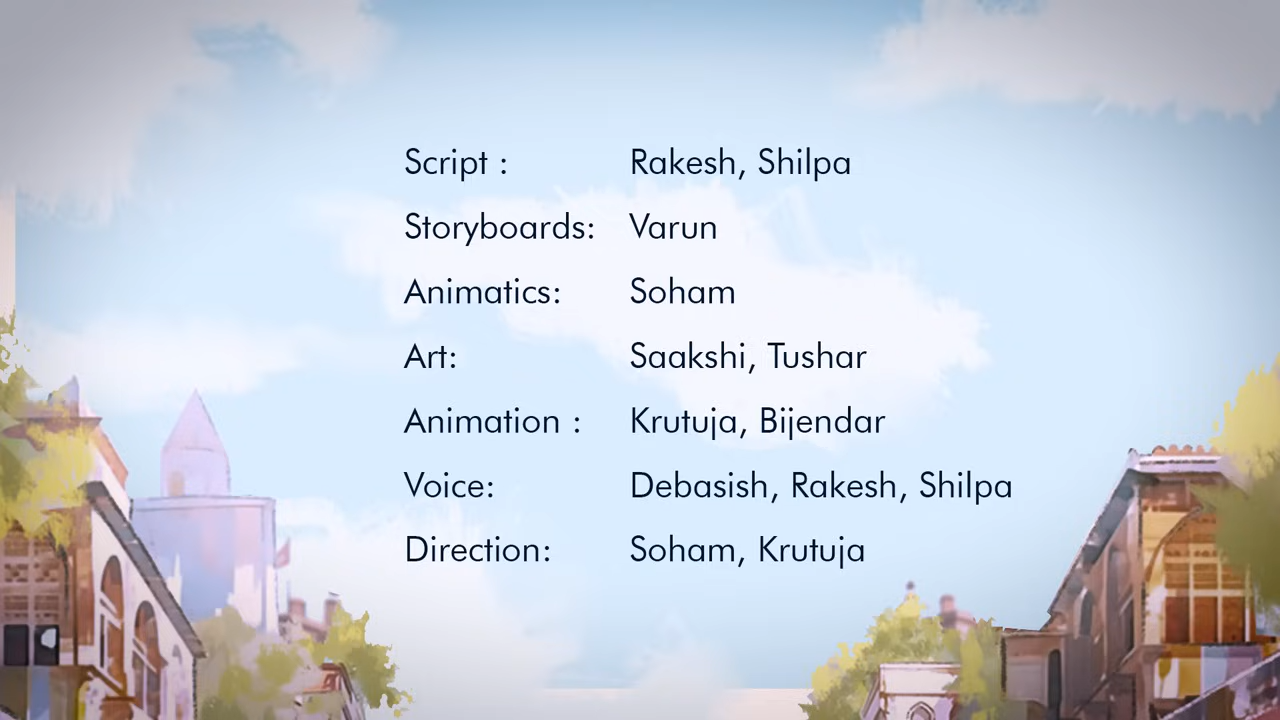 Script : Rakesh, Shilpa
Storyboards: Varun
Animatics: Soham
Art: Saakshi, Tushar
Animation : Krutuja, Bijendar
Voice: Debasish, Rakesh, Shilpa
Direction: Soham, Krutuja